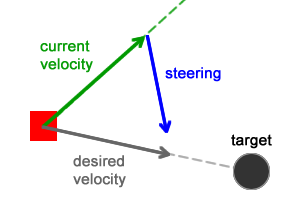 current
velocity
steering
target
desired
velocity